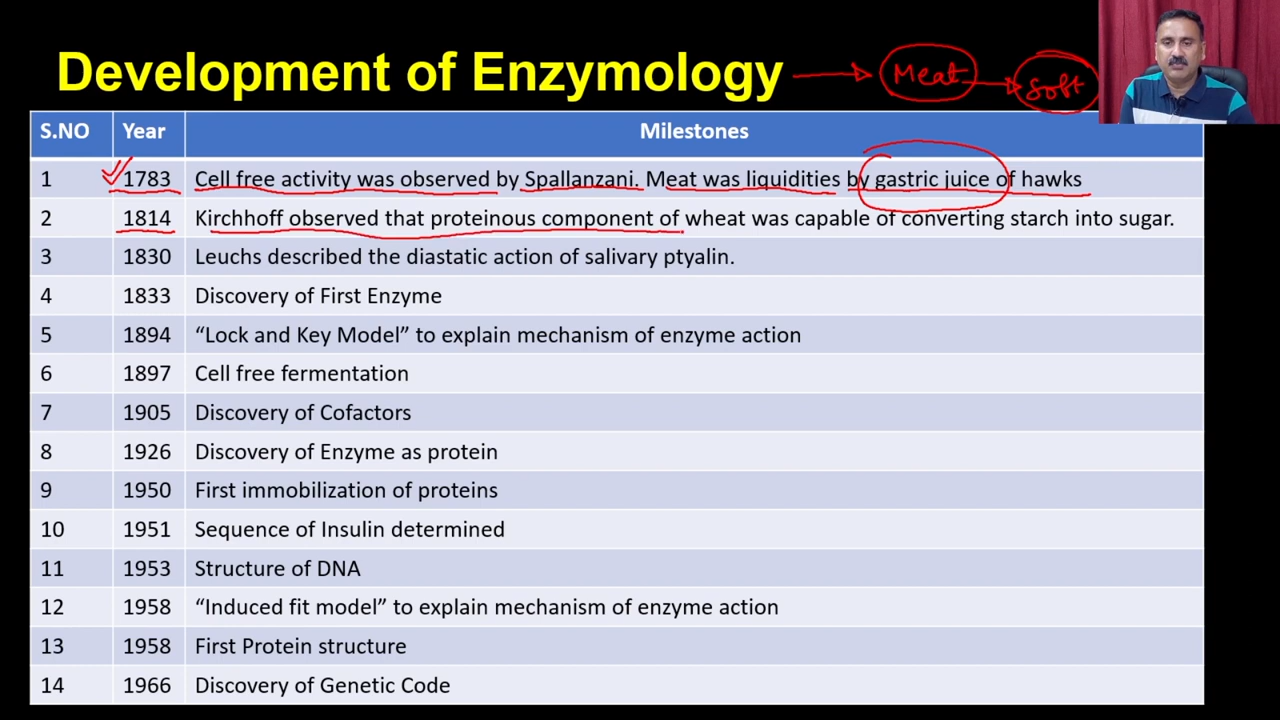 Development of Enzymology Meat Soft
S.NO Year Milestones
1 1783 Cell free activity was observed by Spallanzani. Meat was liquidities by gastric juice of hawks
2 1814 Kirchhoff observed that proteinous component of wheat was capable of converting starch into sugar.
3 1830 Leuchs described the diastatic action of salivary ptyalin.
4 1833 Discovery of First Enzyme
5 1894 “Lock and Key Model” to explain mechanism of enzyme action
6 1897 Cell free fermentation
7 1905 Discovery of Cofactors
8 1926 Discovery of Enzyme as protein
9 1950 First immobilization of proteins
10 1951 Sequence of Insulin determined
11 1953 Structure of DNA
12 1958 “Induced fit model” to explain mechanism of enzyme action
13 1958 First Protein structure
14 1966 Discovery of Genetic Code